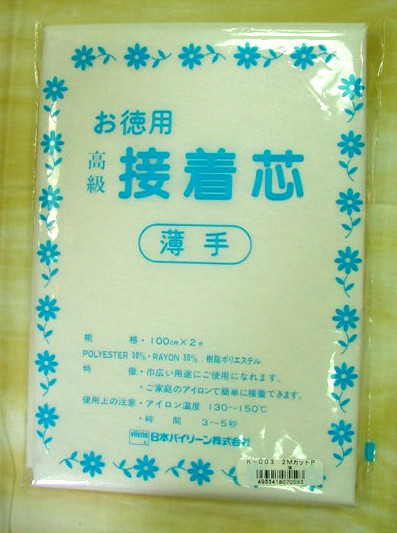 お徳用
高級 接着芯
薄手
規格・100cm×2m
POLYESTER 50%・RAYON 50%:樹脂ポリエステル
特徴・巾広い用途にご使用になれます。
・ご家庭のアイロンで簡単に接着できます。
使用上の注意・アイロン温度 130〜150℃
・時間 3〜5秒
vilene 日本バイリーン株式会社
K-003 2MカットP
4933418070093